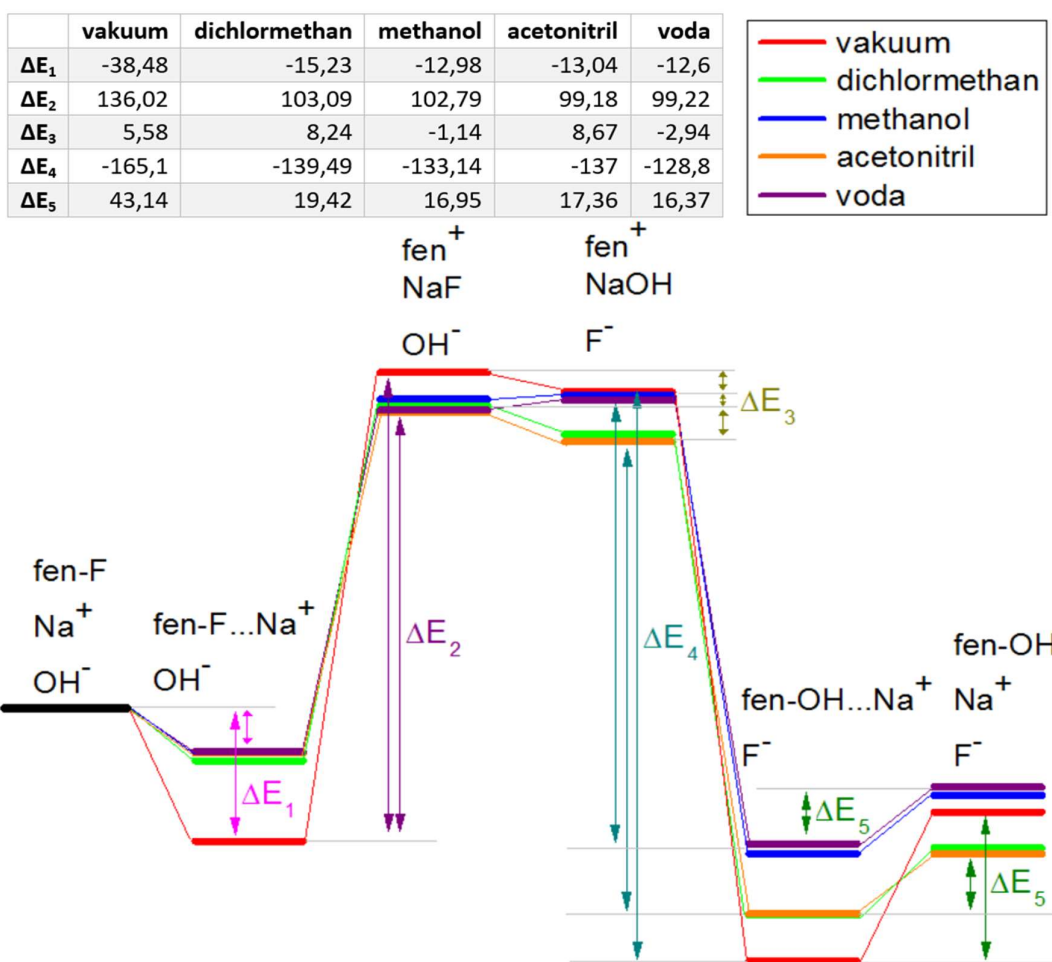 vakuum dichlormethan methanol acetonitril voda
ΔE₁ -38,48 -15,23 -12,98 -13,04 -12,6
ΔE₂ 136,02 103,09 102,79 99,18 99,22
ΔE₃ 5,58 8,24 -1,14 8,67 -2,94
ΔE₄ -165,1 -139,49 -133,14 -137 -128,8
ΔE₅ 43,14 19,42 16,95 17,36 16,37
vakuum
dichlormethan
methanol
acetonitril
voda
fen⁺
NaF
OH⁻
fen⁺
NaOH
F⁻
ΔE₃
fen-F
Na⁺
OH⁻
fen-F...Na⁺
OH⁻
ΔE₁
ΔE₂
ΔE₄
fen-OH...Na⁺
F⁻
ΔE₅
fen-OH
Na⁺
F⁻
ΔE₅